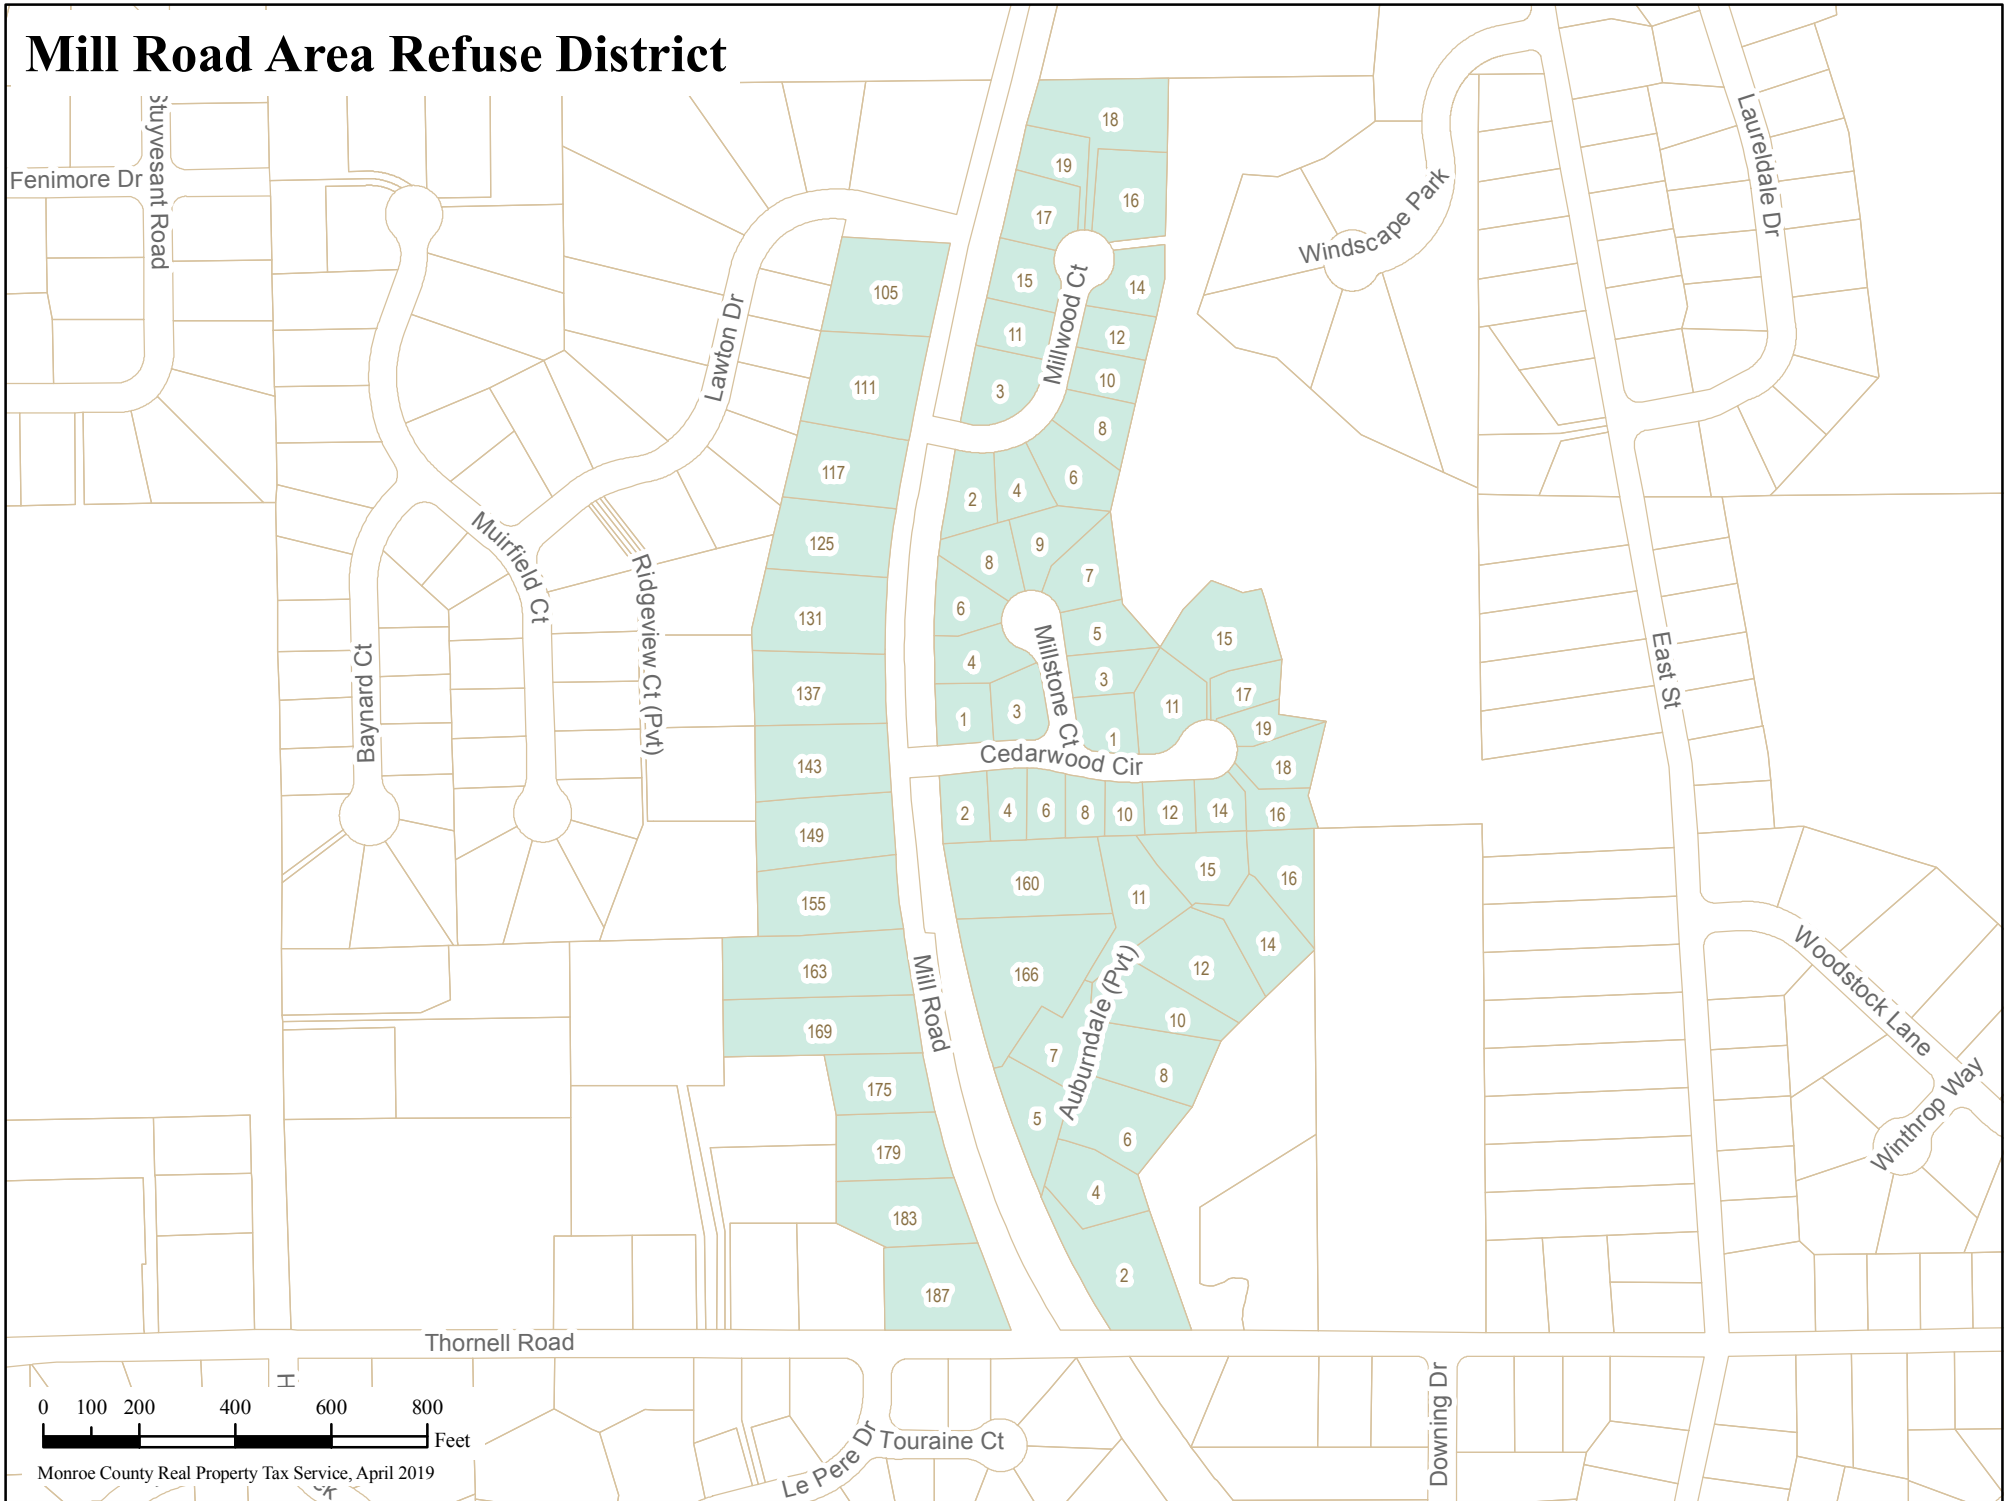 Mill Road Area Refuse District
Stuyvesant Road
Fenimore Dr
Laureldale Dr
Windscape Park
18
19
16
17
15
14
Millwood Ct
11
12
3
10
8
6
4
2
105
Lawton Dr
111
117
125
131
137
143
149
155
163
169
175
179
183
187
Muirfield Ct
Ridgeview Ct (Pvt)
Baynard Ct
9
8
7
6
5
4
3
Millstone Ct
1
3
1
11
15
17
19
18
Cedarwood Cir
2
4
6
8
10
12
14
16
East St
160
166
11
15
16
14
12
10
Auburndale (Pvt)
7
8
5
6
4
2
Mill Road
Woodstock Lane
Winthrop Way
Thornell Road
H
Le Pere Dr
Touraine Ct
Downing Dr
0 100 200 400 600 800
Feet
Monroe County Real Property Tax Service, April 2019